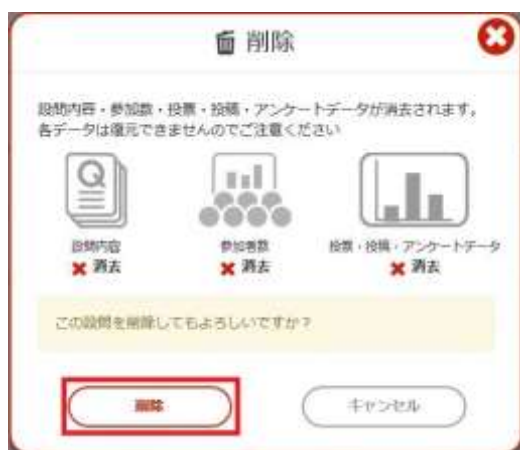 削除
設問内容・参加数・投票・投稿・アンケートデータが消去されます。
各データは復元できませんのでご注意ください
Q
設問内容
参加者数
投票・投稿・アンケートデータ
消去
消去
消去
この設問を削除してもよろしいですか？
削除
キャンセル